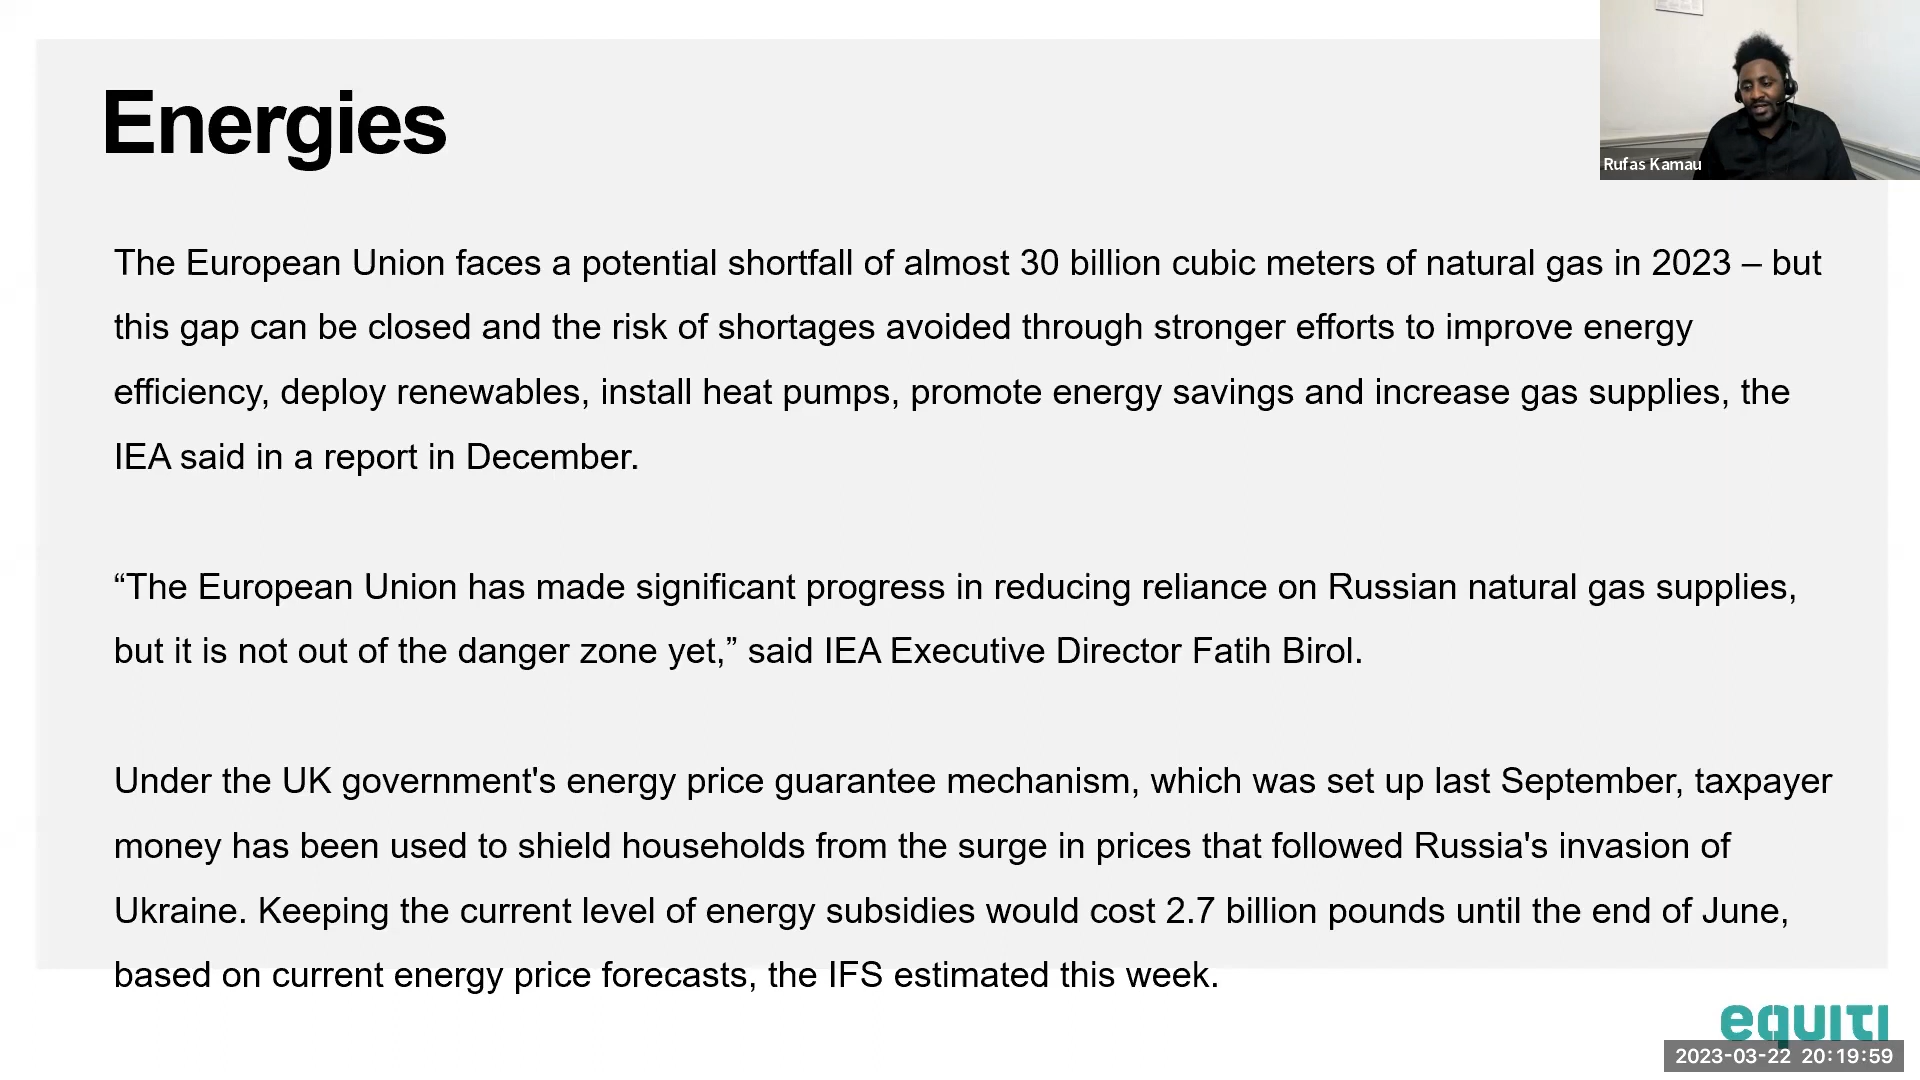 Energies
Rufas Kamau
The European Union faces a potential shortfall of almost 30 billion cubic meters of natural gas in 2023 – but
this gap can be closed and the risk of shortages avoided through stronger efforts to improve energy
efficiency, deploy renewables, install heat pumps, promote energy savings and increase gas supplies, the
IEA said in a report in December.
“The European Union has made significant progress in reducing reliance on Russian natural gas supplies,
but it is not out of the danger zone yet,” said IEA Executive Director Fatih Birol.
Under the UK government's energy price guarantee mechanism, which was set up last September, taxpayer
money has been used to shield households from the surge in prices that followed Russia's invasion of
Ukraine. Keeping the current level of energy subsidies would cost 2.7 billion pounds until the end of June,
based on current energy price forecasts, the IFS estimated this week.
equiti
2023-03-22 20:19:59